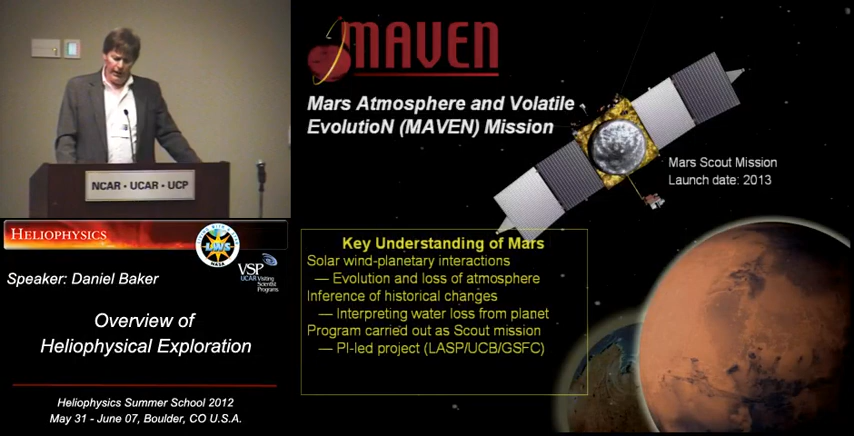 NCAR • UCAR • UCP
HELIOPHYSICS
LWS
NASA
VSP
UCAR Visiting
Scientist
Programs
Speaker: Daniel Baker
Overview of
Heliophysical Exploration
Heliophysics Summer School 2012
May 31 - June 07, Boulder, CO U.S.A.
MAVEN
Mars Atmosphere and Volatile
EvolutioN (MAVEN) Mission
Mars Scout Mission
Launch date: 2013
Key Understanding of Mars
Solar wind-planetary interactions
— Evolution and loss of atmosphere
Inference of historical changes
— Interpreting water loss from planet
Program carried out as Scout mission
— PI-led project (LASP/UCB/GSFC)